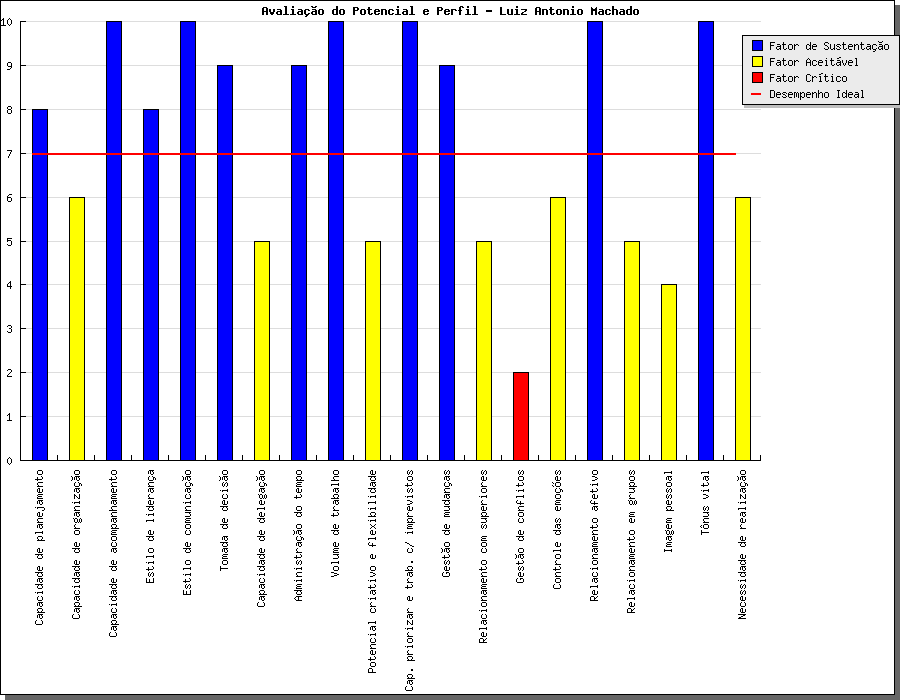 Avaliação do Potencial e Perfil - Luiz Antonio Machado
Fator de Sustentação
Fator Aceitável
Fator Crítico
Desempenho Ideal
10
9
8
7
6
5
4
3
2
1
0
Capacidade de planejamento
Capacidade de organização
Capacidade de acompanhamento
Estilo de liderança
Estilo de comunicação
Tomada de decisão
Capacidade de delegação
Administração do tempo
Volume de trabalho
Potencial criativo e flexibilidade
Cap. priorizar e trab. c/ imprevistos
Gestão de mudanças
Relacionamento com superiores
Gestão de conflitos
Controle das emoções
Relacionamento afetivo
Relacionamento em grupos
Imagem pessoal
Tônus vital
Necessidade de realização